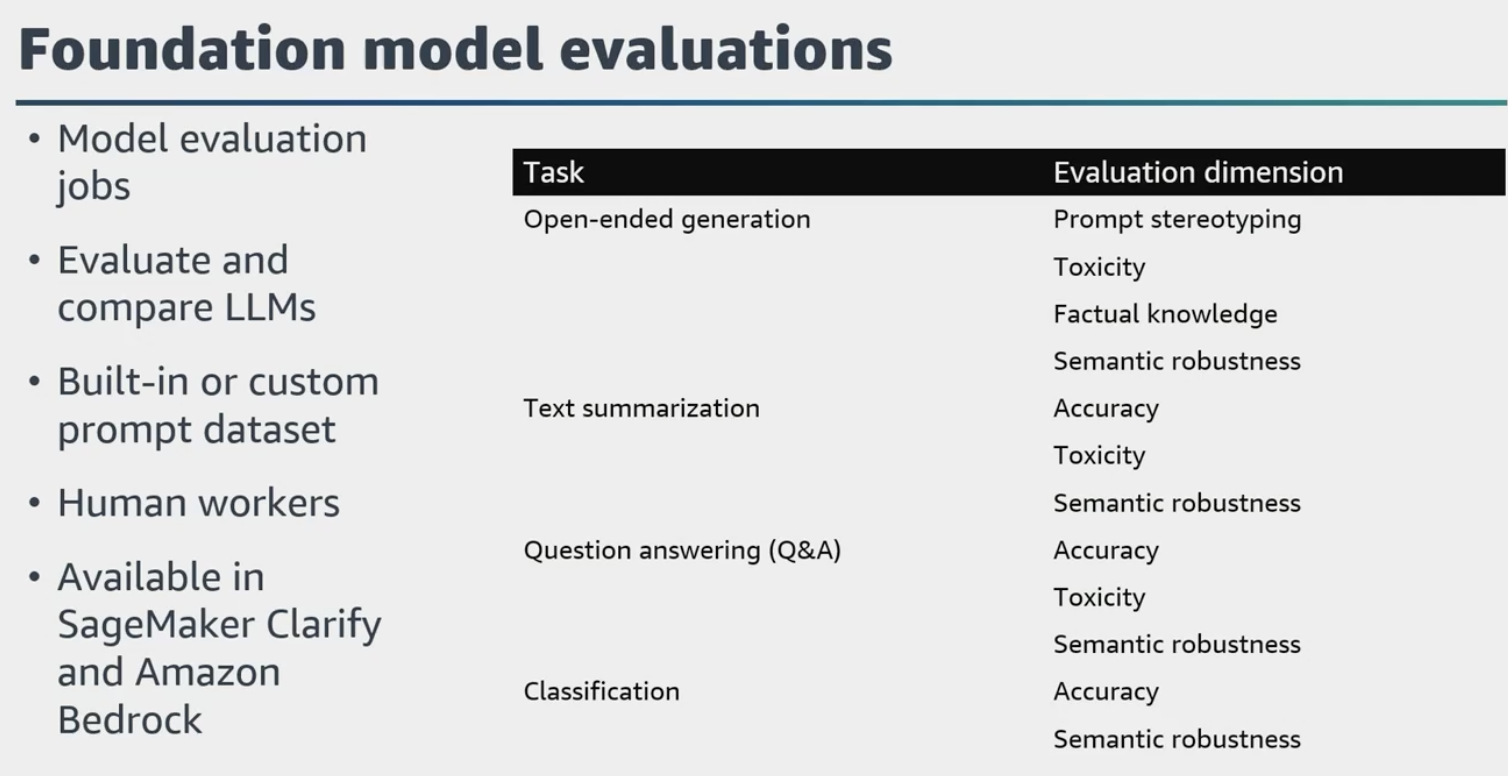 Foundation model evaluations
• Model evaluation
jobs
• Evaluate and
compare LLMs
• Built-in or custom
prompt dataset
• Human workers
• Available in
SageMaker Clarify
and Amazon
Bedrock
Task Evaluation dimension
Open-ended generation Prompt stereotyping
Toxicity
Factual knowledge
Semantic robustness
Text summarization Accuracy
Toxicity
Semantic robustness
Question answering (Q&A) Accuracy
Toxicity
Semantic robustness
Classification Accuracy
Semantic robustness